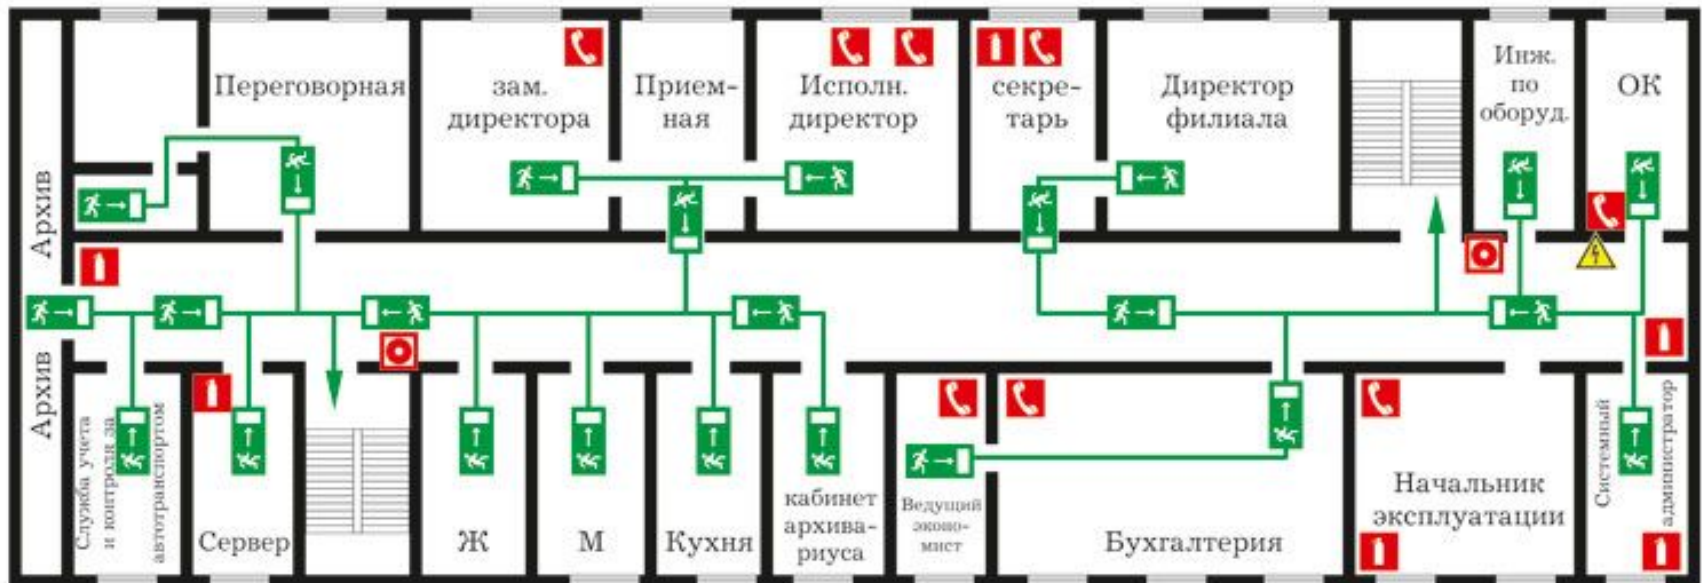 Архив
Архив
Переговорная
зам.
директора
Прием-
ная
Исполн.
директор
секре-
тарь
Директор
филиала
Инж.
по
оборуд.
ОК
Служба учета
и контроля за
автотранспортом
Сервер
Ж
М
Кухня
кабинет
архива-
риуса
Ведущий
эконо-
мист
Бухгалтерия
Начальник
эксплуатации
Системный
администратор